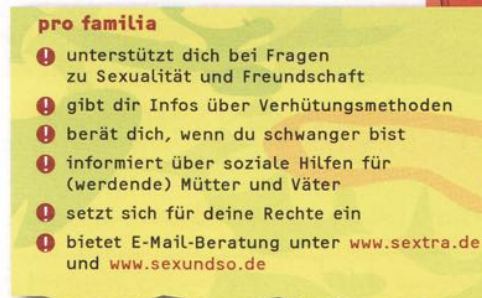 pro familia
unterstützt dich bei Fragen
zu Sexualität und Freundschaft
gibt dir Infos über Verhütungsmethoden
berät dich, wenn du schwanger bist
informiert über soziale Hilfen für
(werdende) Mütter und Väter
setzt sich für deine Rechte ein
bietet E-Mail-Beratung unter www.sextra.de
und www.sexundso.de